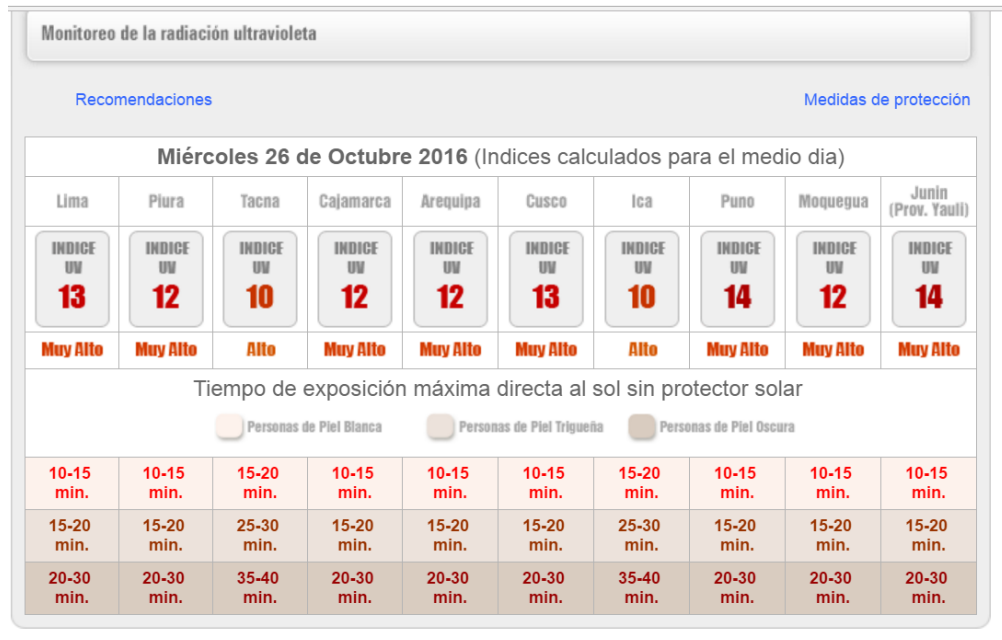 Monitoreo de la radiación ultravioleta
Recomendaciones Medidas de protección
Miércoles 26 de Octubre 2016 (Indices calculados para el medio dia)
Lima Piura Tacna Cajamarca Arequipa Cusco Ica Puno Moquegua Junin (Prov. Yauli)
INDICE INDICE INDICE INDICE INDICE INDICE INDICE INDICE INDICE INDICE
UV UV UV UV UV UV UV UV UV UV
13 12 10 12 12 13 10 14 12 14
Muy Alto Muy Alto Alto Muy Alto Muy Alto Muy Alto Alto Muy Alto Muy Alto Muy Alto
Tiempo de exposición máxima directa al sol sin protector solar
Personas de Piel Blanca Personas de Piel Trigueña Personas de Piel Oscura
10-15 10-15 15-20 10-15 10-15 10-15 15-20 10-15 10-15 10-15
min. min. min. min. min. min. min. min. min. min.
15-20 15-20 25-30 15-20 15-20 15-20 25-30 15-20 15-20 15-20
min. min. min. min. min. min. min. min. min. min.
20-30 20-30 35-40 20-30 20-30 20-30 35-40 20-30 20-30 20-30
min. min. min. min. min. min. min. min. min. min.